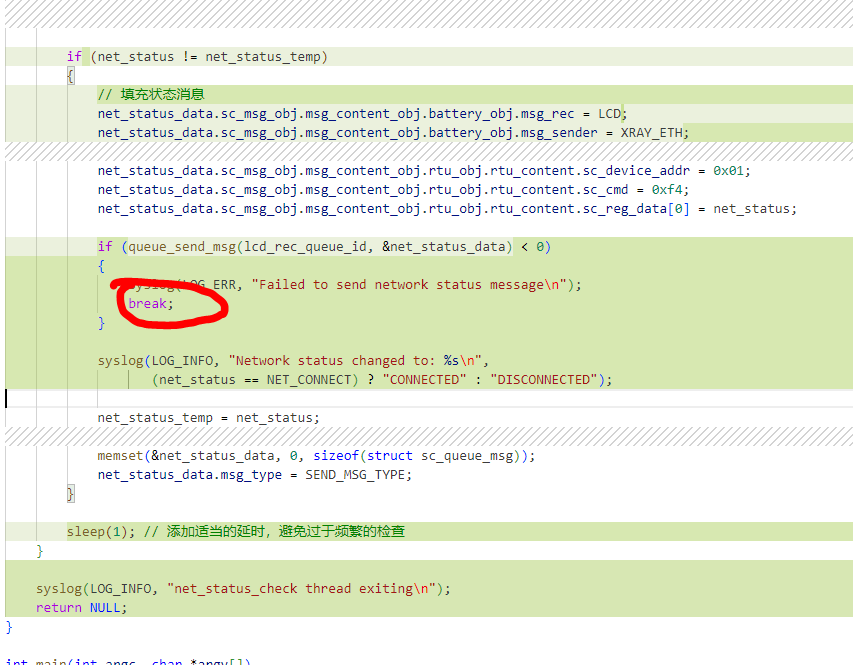 if (net_status != net_status_temp)
{
// 填充状态消息
net_status_data.sc_msg_obj.msg_content_obj.battery_obj.msg_rec = LCD;
net_status_data.sc_msg_obj.msg_content_obj.battery_obj.msg_sender = XRAY_ETH;
net_status_data.sc_msg_obj.msg_content_obj.rtu_obj.rtu_content.sc_device_addr = 0x01;
net_status_data.sc_msg_obj.msg_content_obj.rtu_obj.rtu_content.sc_cmd = 0xf4;
net_status_data.sc_msg_obj.msg_content_obj.rtu_obj.rtu_content.sc_reg_data[0] = net_status;
if (queue_send_msg(lcd_rec_queue_id, &net_status_data) < 0)
{
syslog(LOG_ERR, "Failed to send network status message\n");
break;
}
syslog(LOG_INFO, "Network status changed to: %s\n",
(net_status == NET_CONNECT) ? "CONNECTED" : "DISCONNECTED");
net_status_temp = net_status;
memset(&net_status_data, 0, sizeof(struct sc_queue_msg));
net_status_data.msg_type = SEND_MSG_TYPE;
}
sleep(1); // 添加适当的延时，避免过于频繁的检查
}
syslog(LOG_INFO, "net_status_check thread exiting\n");
return NULL;
}
int main(int argc, char *argv[])